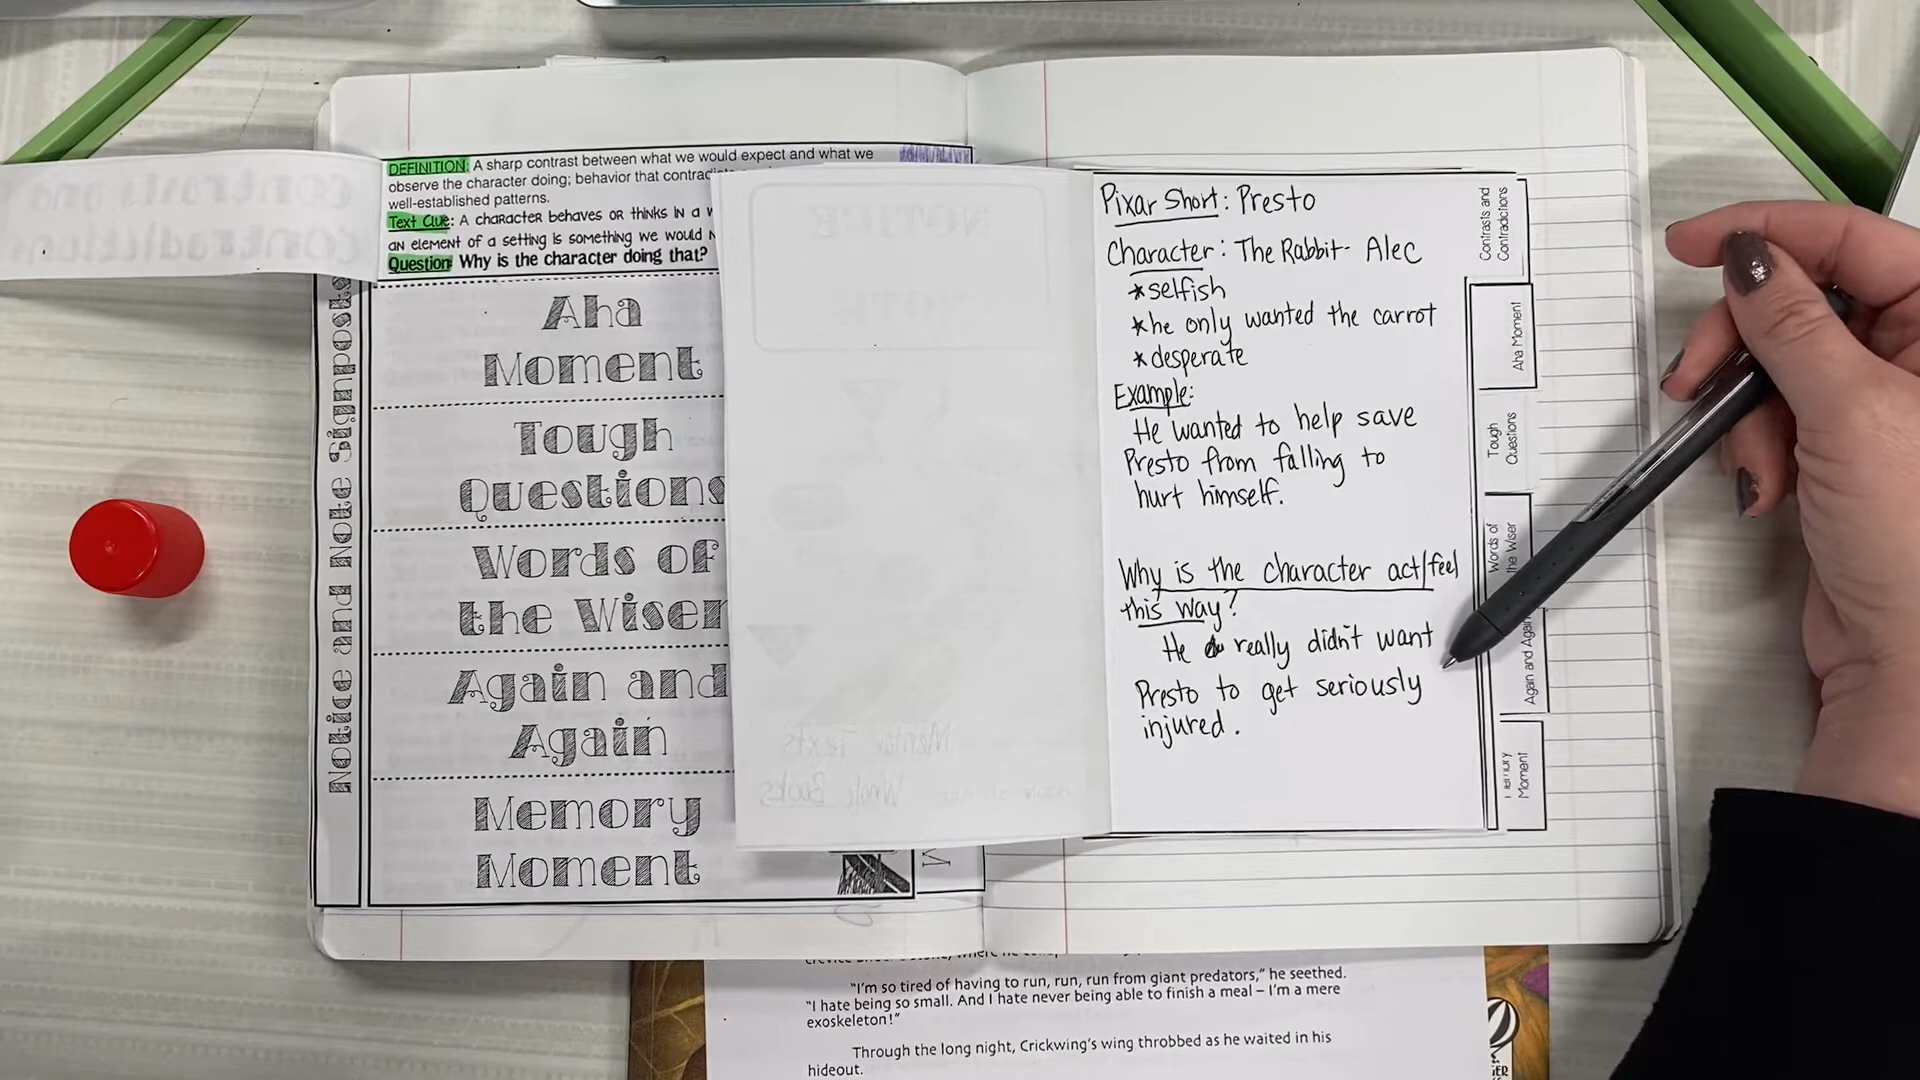 DEFINITION: A sharp contrast between what we would expect and what we
observe the character doing; behavior that
well-established patterns.
Text Clue: A character behaves or thinks in a
an element of a setting is something we would
Question: Why is the character doing that?
Notice and Note Signposts
Aha
Moment
Tough
Questions
Words of
the Wiser
Again and
Again
Memory
Moment
Pixar Short: Presto
Character: The Rabbit- Alec
*selfish
*he only wanted the carrot
*desperate
Example:
He wanted to help save
Presto from falling to
hurt himself.
Why is the character act/feel
this way?
He really didn't want
Presto to get seriously
injured.
Contrasts and
Contradictions
Aha Moment
Tough
Questions
Words of
the Wiser
Again and Again
Moment
"I'm so tired of having to run, run, run from giant predators," he seethed.
"I hate being so small. And I hate never being able to finish a meal – I'm a mere
exoskeleton!"
Through the long night, Crickwing's wing throbbed as he waited in his
hideout.